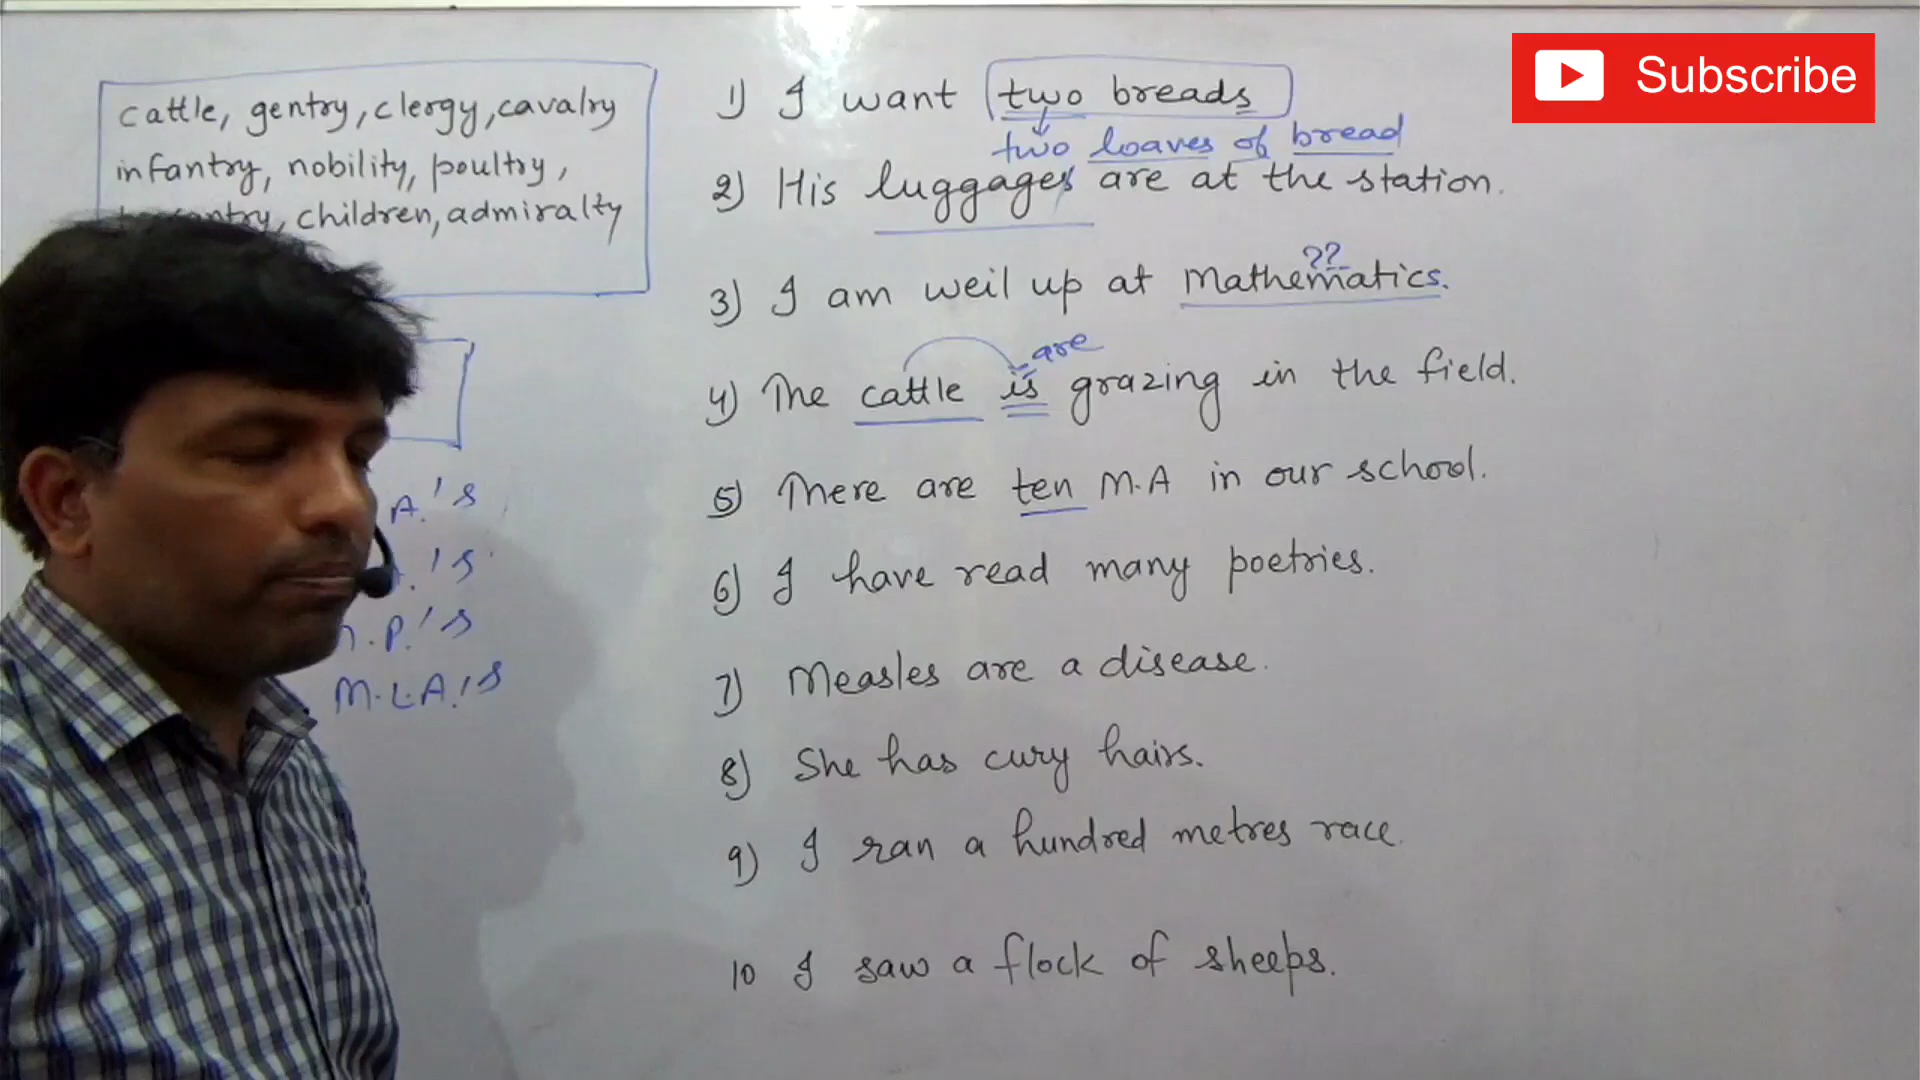 Subscribe
cattle, gentry, clergy, cavalry
infantry, nobility, poultry,
children, admiralty
A.'s
.'s
.P.'s
M.L.A.'s
1) I want two breads
two loaves of bread
2) His luggages are at the station.
??
3) I am weil up at Mathematics.
are
4) The cattle is grazing in the field.
5) There are ten M.A in our school.
6) I have read many poetries.
7) Measles are a disease.
8) She has cury hairs.
9) I ran a hundred metres race.
10 I saw a flock of sheeps.